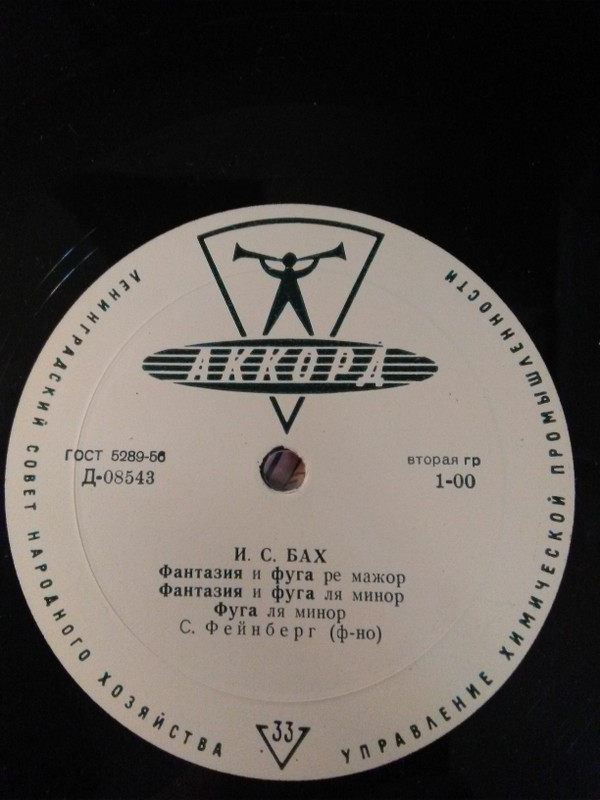 ЛЕНИНГРАДСКИЙ СОВЕТ НАРОДНОГО ХОЗЯЙСТВА
УПРАВЛЕНИЕ ХИМИЧЕСКОЙ ПРОМЫШЛЕННОСТИ
АККОРД
ГОСТ 5289-56
Д-08543
вторая гр
1-00
И. С. БАХ
Фантазия и фуга ре мажор
Фантазия и фуга ля минор
Фуга ля минор
С. Фейнберг (ф-но)
33